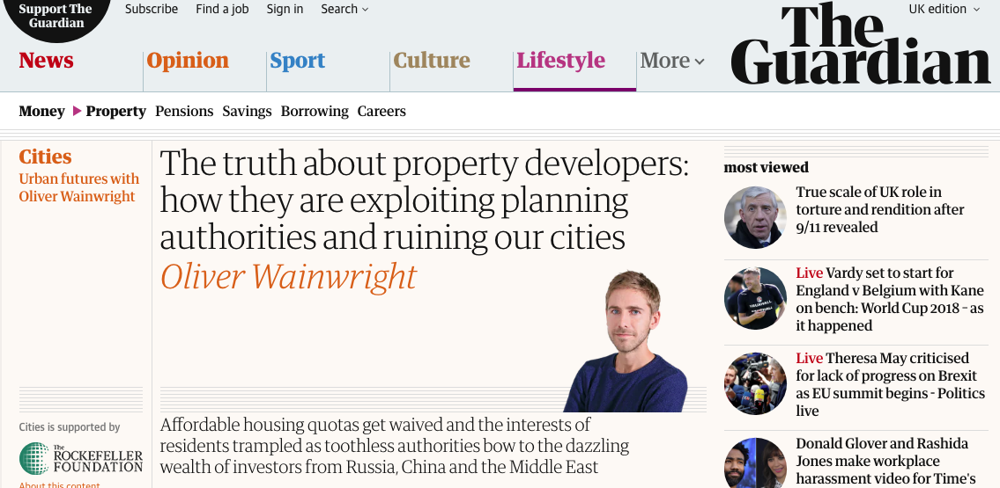 Support The
Guardian
Subscribe Find a job Sign in Search
UK edition
The
Guardian
News Opinion Sport Culture Lifestyle More
Money Property Pensions Savings Borrowing Careers
Cities
Urban futures with
Oliver Wainwright
The truth about property developers:
how they are exploiting planning
authorities and ruining our cities
Oliver Wainwright
Affordable housing quotas get waived and the interests of
residents trampled as toothless authorities bow to the dazzling
wealth of investors from Russia, China and the Middle East
Cities is supported by
The
ROCKEFELLER
FOUNDATION
About this content
most viewed
True scale of UK role in
torture and rendition after
9/11 revealed
Live Vardy set to start for
England v Belgium with Kane
on bench: World Cup 2018 – as
it happened
Live Theresa May criticised
for lack of progress on Brexit
as EU summit begins - Politics
live
Donald Glover and Rashida
Jones make workplace
harassment video for Time's